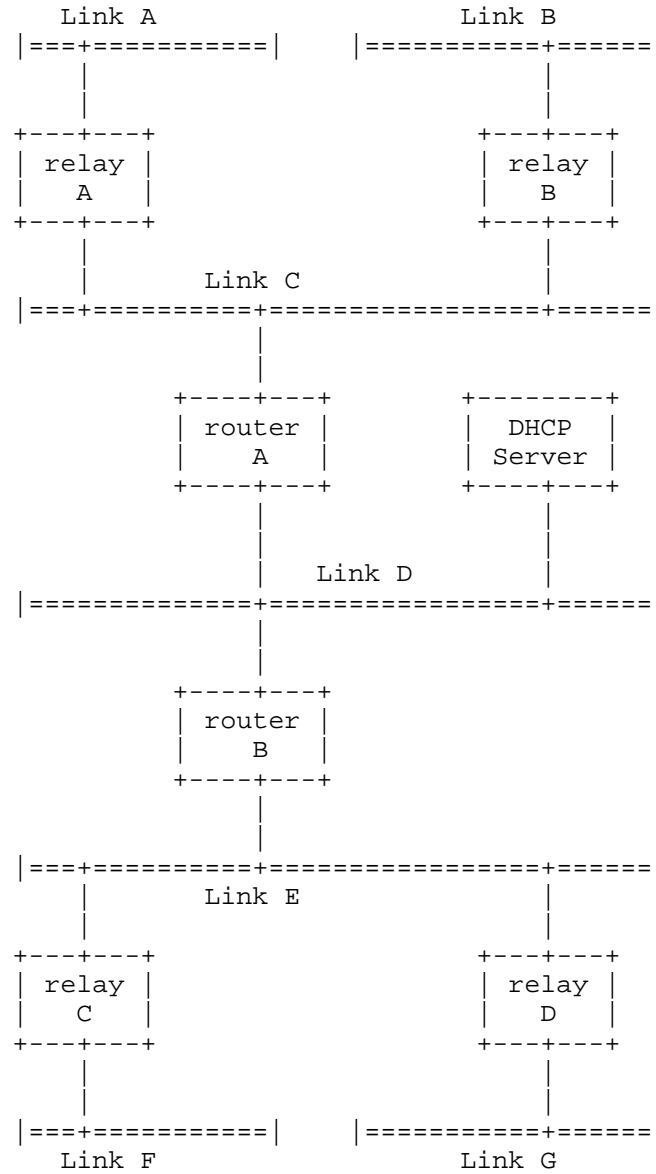 Link A Link B
relay relay
A B
Link C
router DHCP
A Server
Link D
router
B
Link E
relay relay
C D
Link F Link G